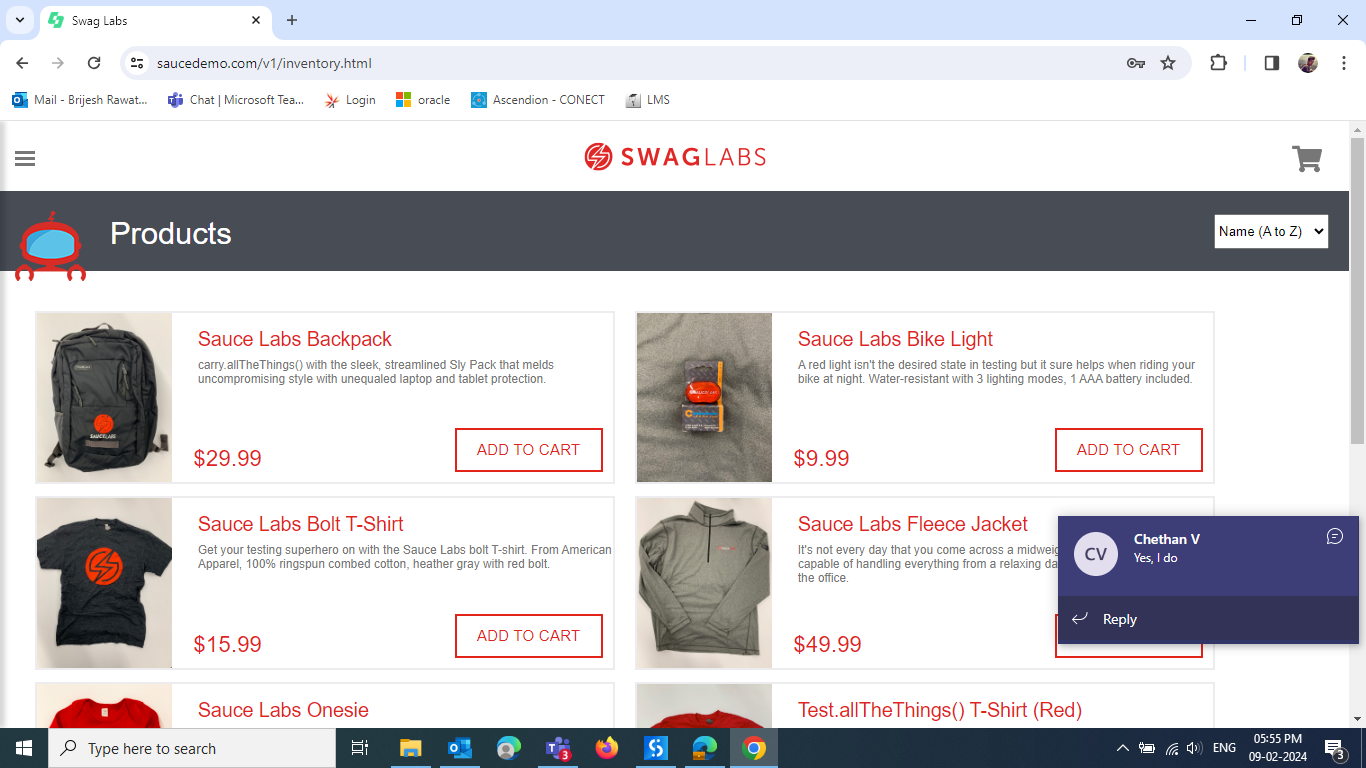 Swag Labs
saucedemo.com/v1/inventory.html
Mail - Brijesh Rawat...
Chat | Microsoft Tea...
Login
oracle
Ascendion - CONECT
LMS
SWAGLABS
Products
Name (A to Z)
Sauce Labs Backpack
carry.allTheThings() with the sleek, streamlined Sly Pack that melds
uncompromising style with unequaled laptop and tablet protection.
$29.99
ADD TO CART
Sauce Labs Bike Light
A red light isn't the desired state in testing but it sure helps when riding your
bike at night. Water-resistant with 3 lighting modes, 1 AAA battery included.
$9.99
ADD TO CART
Sauce Labs Bolt T-Shirt
Get your testing superhero on with the Sauce Labs bolt T-shirt. From American
Apparel, 100% ringspun combed cotton, heather gray with red bolt.
$15.99
ADD TO CART
Sauce Labs Fleece Jacket
It's not every day that you come across a
capable of handling everything from a relaxing
the office.
$49.99
CV
Chethan V
Yes, I do
Reply
Sauce Labs Onesie
Test.allTheThings() T-Shirt (Red)
Type here to search
3
ENG
05:55 PM
09-02-2024
3